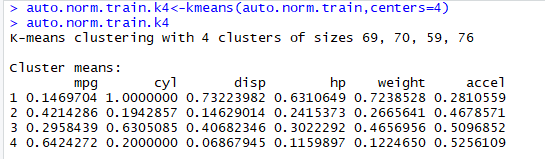 > auto.norm.train.k4<-kmeans(auto.norm.train,centers=4)
> auto.norm.train.k4
K-means clustering with 4 clusters of sizes 69, 70, 59, 76
Cluster means:
mpg cyl disp hp weight accel
1 0.1469704 1.0000000 0.73223982 0.6310649 0.7238528 0.2810559
2 0.4214286 0.1942857 0.14629014 0.2415373 0.2665641 0.4678571
3 0.2958439 0.6305085 0.40682346 0.3022292 0.4656956 0.5096852
4 0.6424272 0.2000000 0.06867945 0.1159897 0.1224650 0.5256109